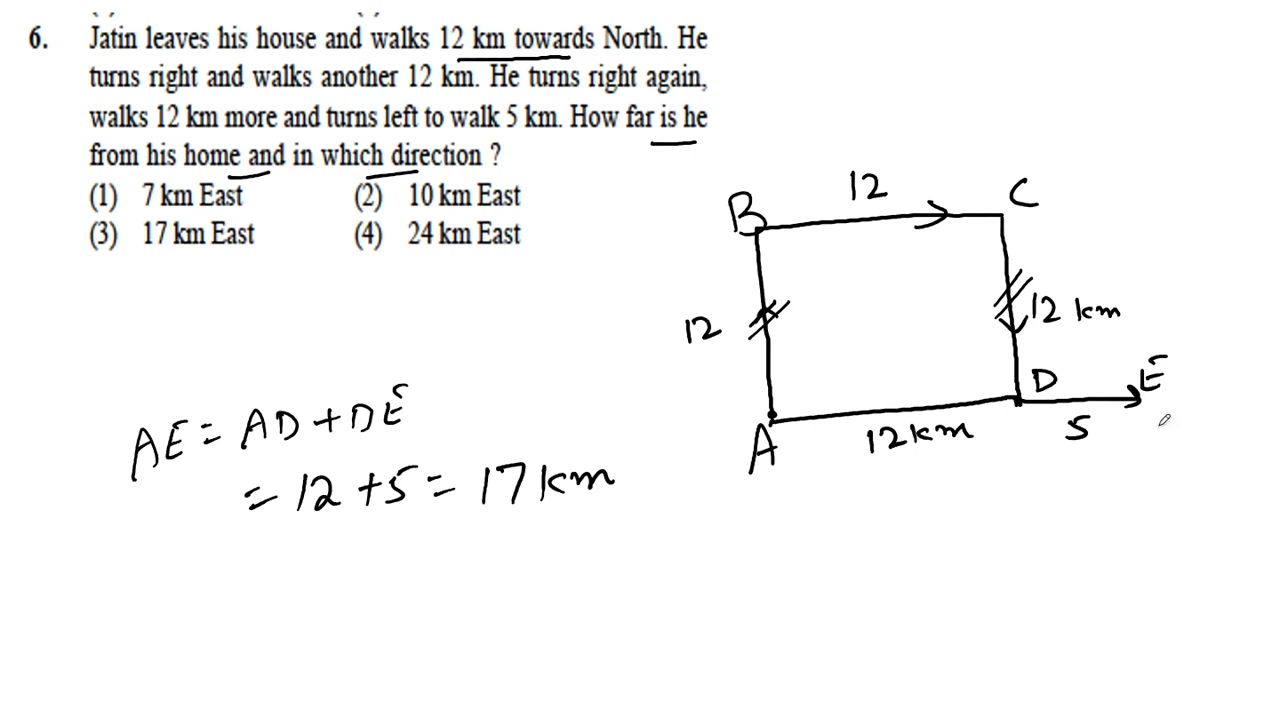 6. Jatin leaves his house and walks 12 km towards North. He
turns right and walks another 12 km. He turns right again,
walks 12 km more and turns left to walk 5 km. How far is he
from his home and in which direction ?
(1) 7 km East (2) 10 km East
(3) 17 km East (4) 24 km East
B 12 C
12
12 km
D E
A 12km 5
AE = AD + DE
= 12 + 5 = 17 km